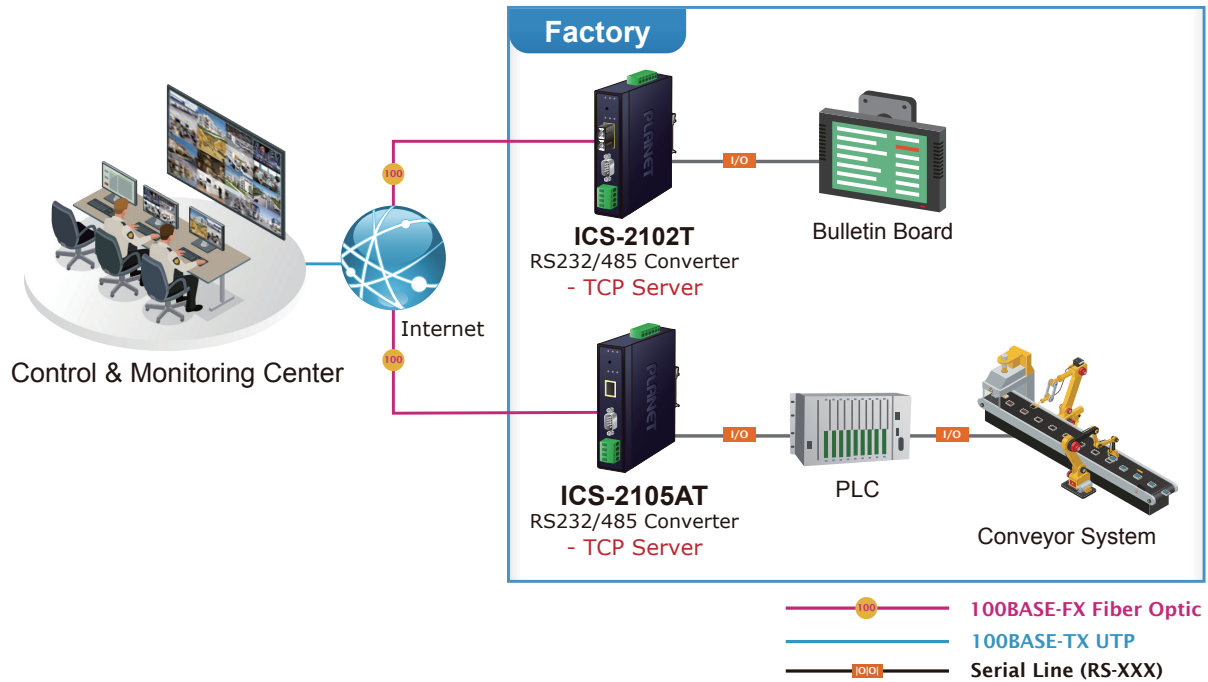 Factory
PLANET
100
I/O
Bulletin Board
ICS-2102T
RS232/485 Converter
- TCP Server
Internet
Control & Monitoring Center
100
PLANET
I/O
I/O
PLC
ICS-2105AT
RS232/485 Converter
- TCP Server
Conveyor System
100
100BASE-FX Fiber Optic
100BASE-TX UTP
|O|O|
Serial Line (RS-XXX)